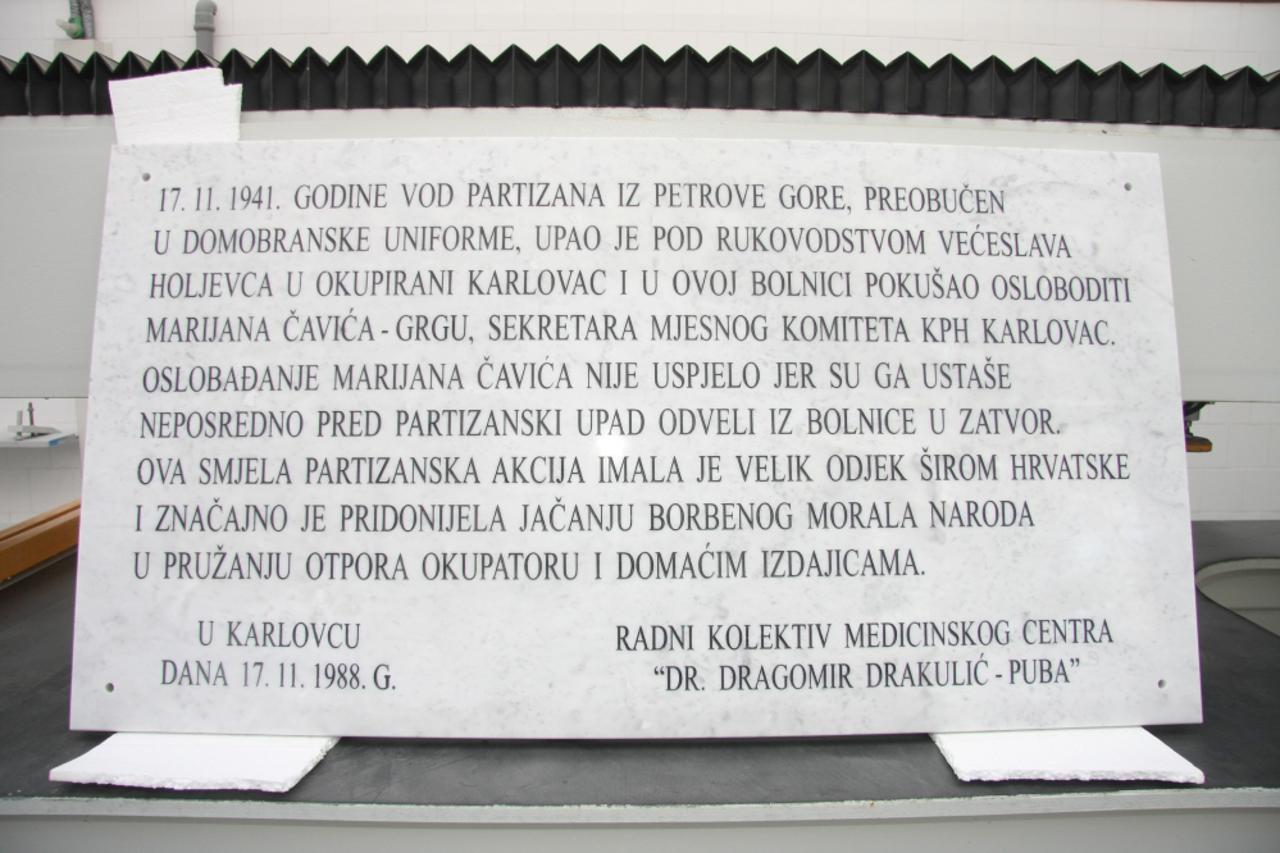 17. 11. 1941. GODINE VOD PARTIZANA IZ PETROVE GORE, PREOBUČEN
U DOMOBRANSKE UNIFORME, UPAO JE POD RUKOVODSTVOM VEĆESLAVA
HOLJEVCA U OKUPIRANI KARLOVAC I U OVOJ BOLNICI POKUŠAO OSLOBODITI
MARIJANA ČAVIĆA - GRGU, SEKRETARA MJESNOG KOMITETA KPH KARLOVAC.
OSLOBAĐANJE MARIJANA ČAVIĆA NIJE USPJELO JER SU GA USTAŠE
NEPOSREDNO PRED PARTIZANSKI UPAD ODVELI IZ BOLNICE U ZATVOR.
OVA SMJELA PARTIZANSKA AKCIJA IMALA JE VELIK ODJEK ŠIROM HRVATSKE
I ZNAČAJNO JE PRIDONIJELA JAČANJU BORBENOG MORALA NARODA
U PRUŽANJU OTPORA OKUPATORU I DOMAĆIM IZDAJICAMA.
U KARLOVCU
DANA 17. 11. 1988. G.
RADNI KOLEKTIV MEDICINSKOG CENTRA
"DR. DRAGOMIR DRAKULIĆ - PUBA"